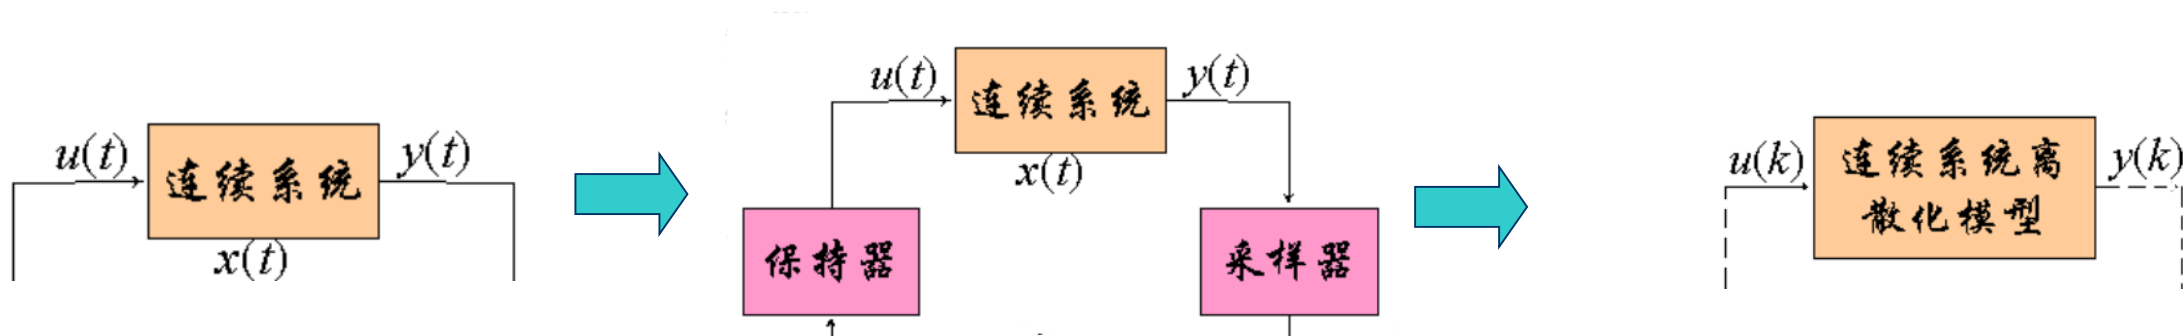 u(t)
连续系统
y(t)
x(t)
u(t)
连续系统
y(t)
x(t)
保持器
采样器
u(k)
连续系统离
散化模型
y(k)